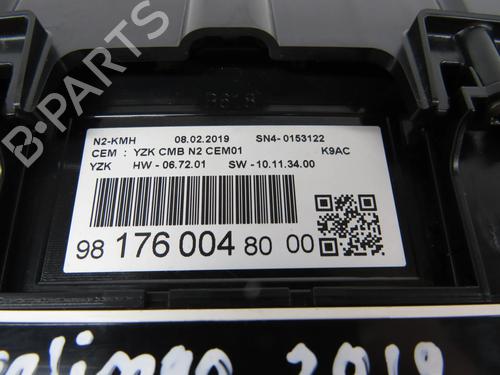 N2-KMH 08.02.2019 SN4- 0153122
CEM : YZK CMB N2 CEM01 K9AC
YZK HW - 06.72.01 SW - 10.11.34.00
98 176 004 80 00
2019